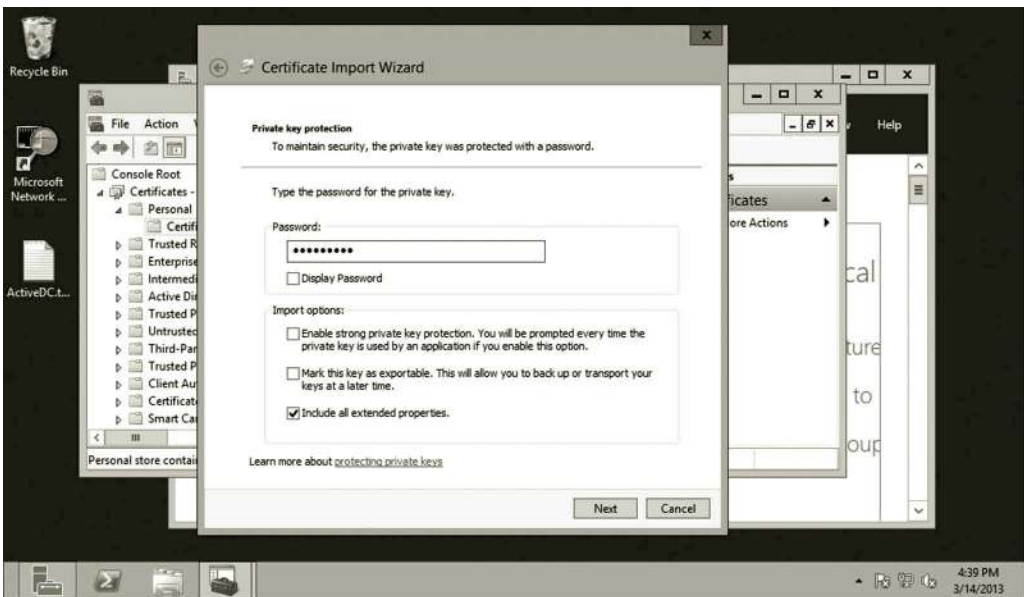 Recycle Bin
Microsoft
Network ...
ActiveDC.t...
File Action
Console Root
Certificates -
Personal
Certifi
Trusted R
Enterprise
Intermedi
Active Dir
Trusted P
Untrusted
Third-Par
Trusted P
Client Au
Certificat
Smart Car
Personal store contai
Certificate Import Wizard
Private key protection
To maintain security, the private key was protected with a password.
Type the password for the private key.
Password:
•••••••••
Display Password
Import options:
Enable strong private key protection. You will be prompted every time the
private key is used by an application if you enable this option.
Mark this key as exportable. This will allow you to back up or transport your
keys at a later time.
Include all extended properties.
Learn more about protecting private keys
Next Cancel
s
ficates
ore Actions
Help
cal
ture
to
oup
4:39 PM
3/14/2013